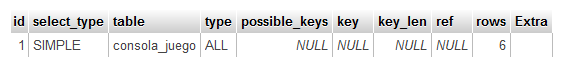 id select_type table type possible_keys key key_len ref rows Extra
1 SIMPLE consola_juego ALL NULL NULL NULL NULL 6